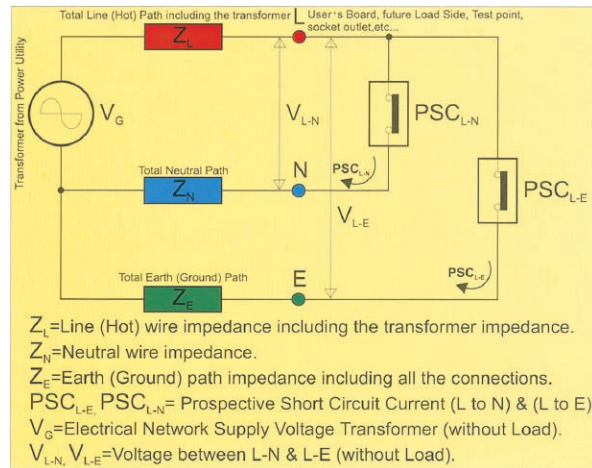 Total Line (Hot) Path including the transformer
L
User's Board, future Load Side, Test point,
socket outlet,etc...
Z_L
Transformer from Power Utility
V_G
V_L-N
PSC_L-N
Total Neutral Path
N
PSC_L-N
Z_N
V_L-E
PSC_L-E
Total Earth (Ground) Path
E
PSC_L-E
Z_E
Z_L=Line (Hot) wire impedance including the transformer impedance.
Z_N=Neutral wire impedance.
Z_E=Earth (Ground) path impedance including all the connections.
PSC_L-E, PSC_L-N= Prospective Short Circuit Current (L to N) & (L to E)
V_G=Electrical Network Supply Voltage Transformer (without Load).
V_L-N, V_L-E=Voltage between L-N & L-E (without Load).